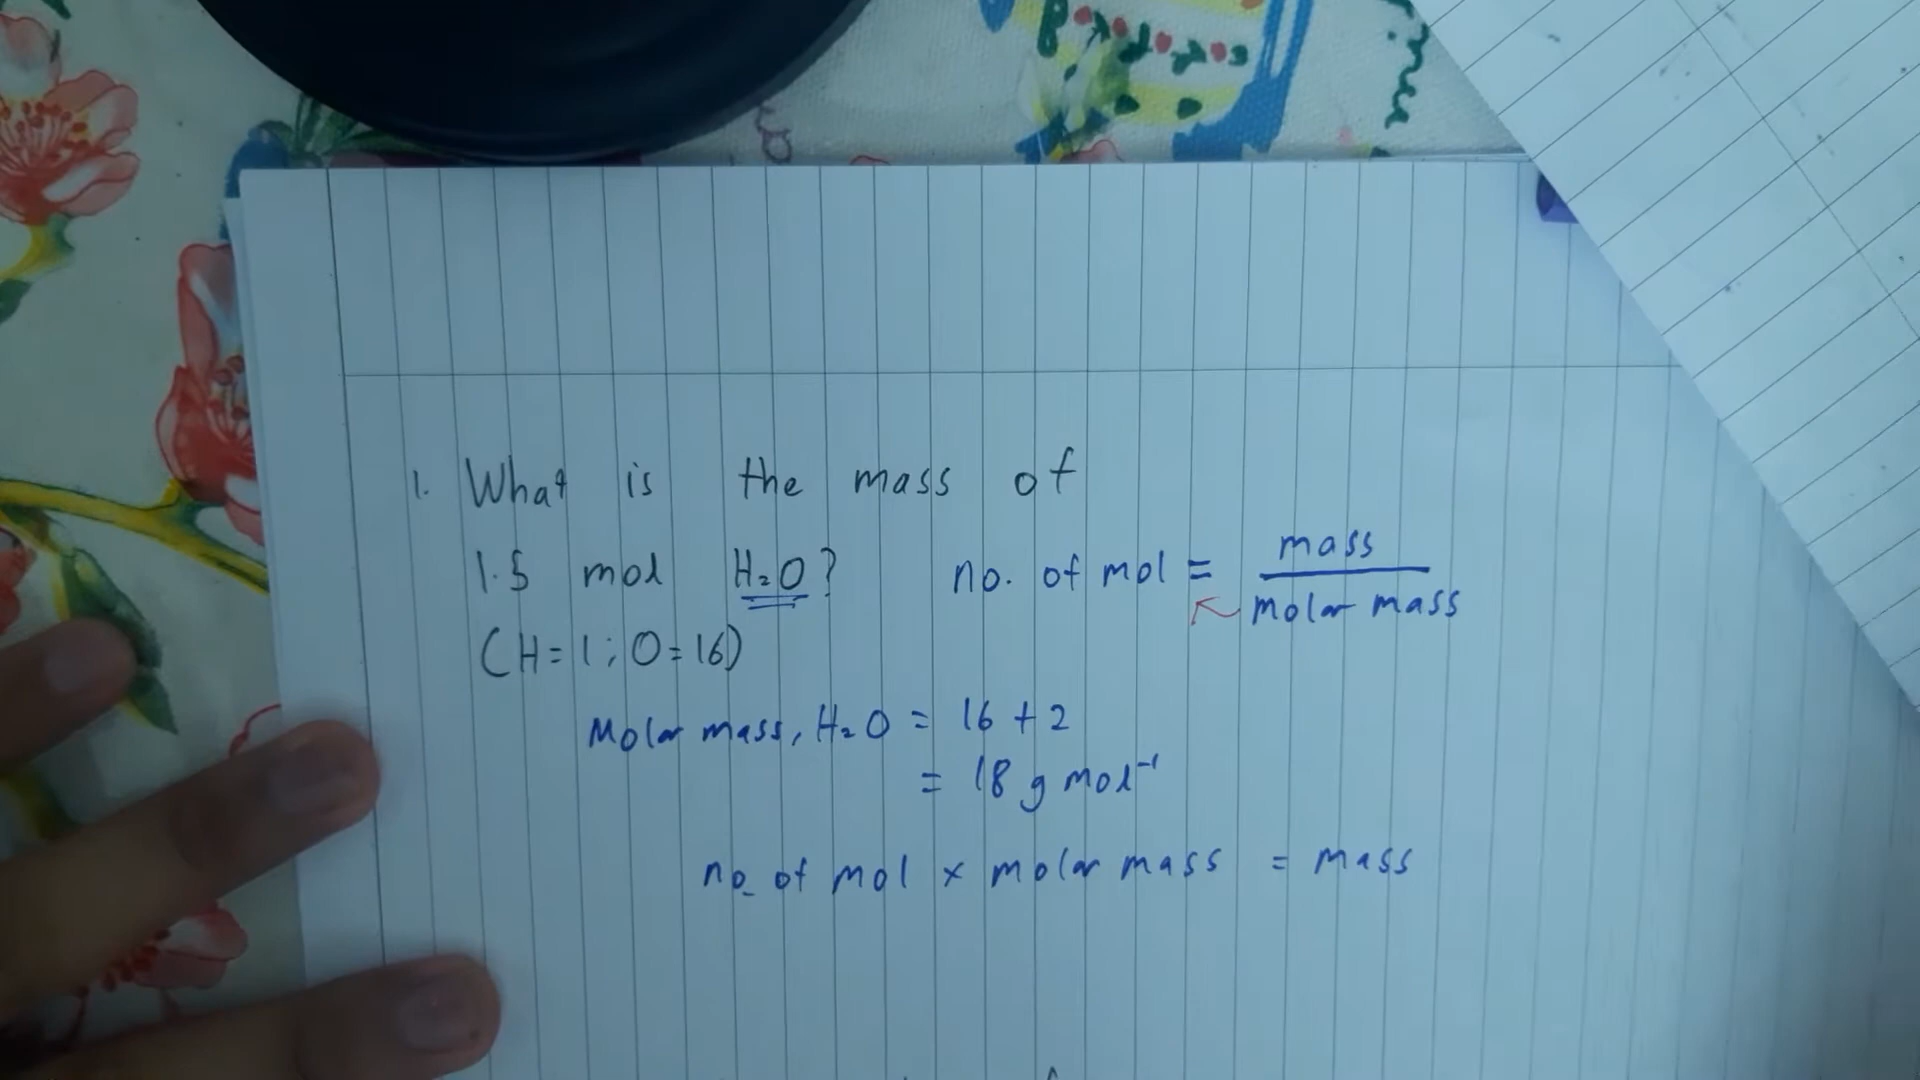 1. What is the mass of
1.5 mol H₂O?
(H=1; O=16)
no. of mol = mass / molar mass
Molar mass, H₂O = 16 + 2
= 18 g mol⁻¹
no. of mol × molar mass = mass